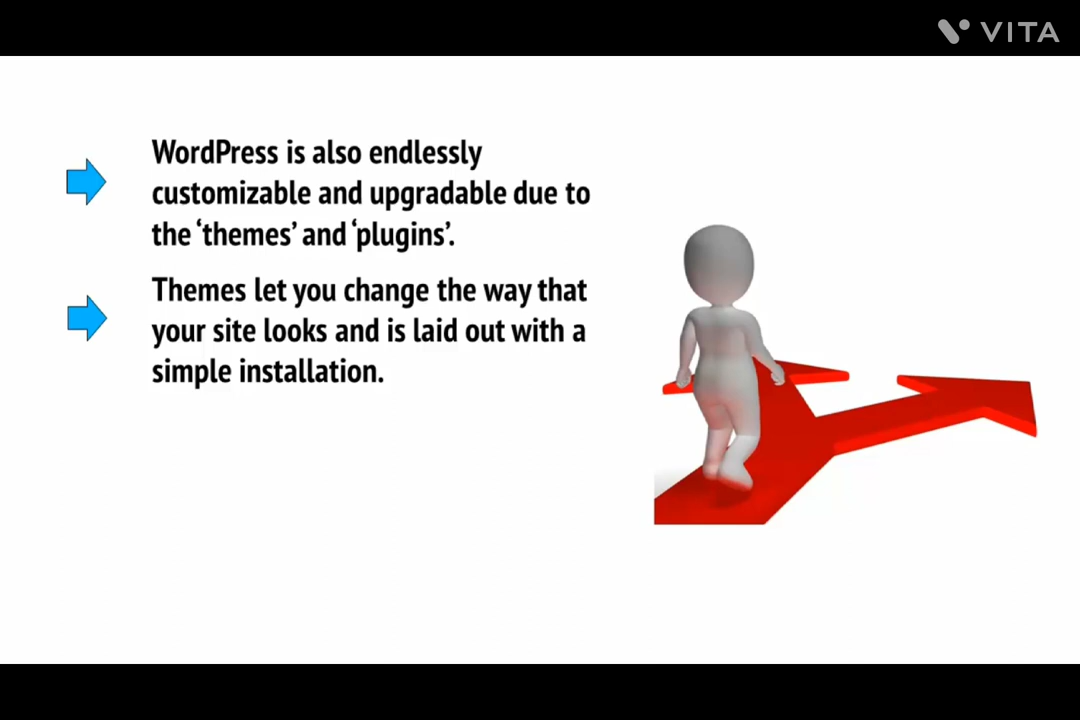 VITA
WordPress is also endlessly
customizable and upgradable due to
the ‘themes’ and ‘plugins’.
Themes let you change the way that
your site looks and is laid out with a
simple installation.